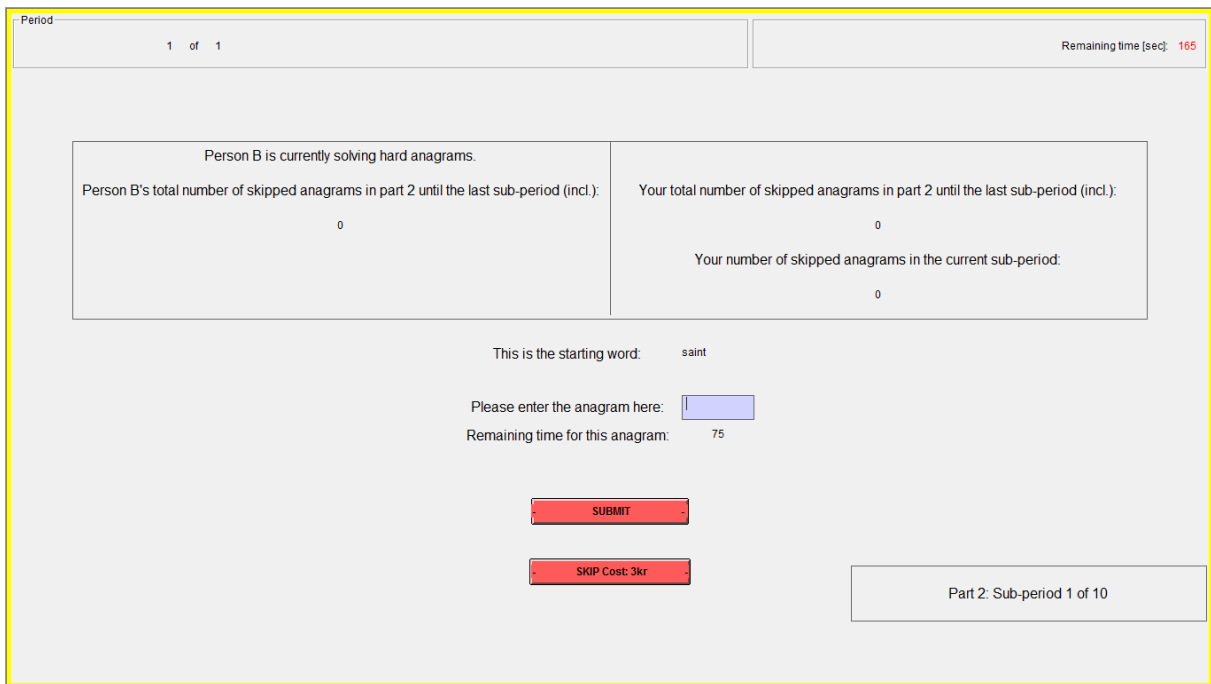 Period
1 of 1
Remaining time [sec]: 165
Person B is currently solving hard anagrams.
Person B's total number of skipped anagrams in part 2 until the last sub-period (incl.):
0
Your total number of skipped anagrams in part 2 until the last sub-period (incl.):
0
Your number of skipped anagrams in the current sub-period:
0
This is the starting word: saint
Please enter the anagram here:
Remaining time for this anagram: 75
SUBMIT
SKIP Cost: 3kr
Part 2: Sub-period 1 of 10